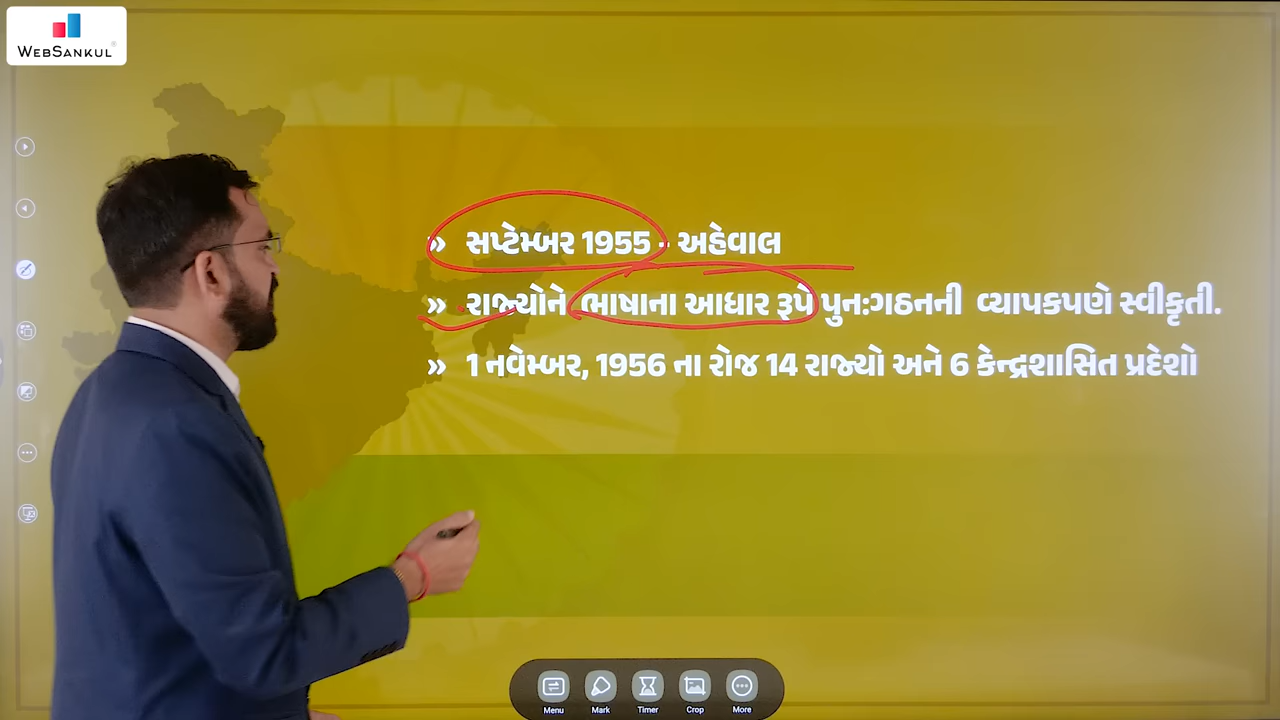 WEBSANKUL
» સપ્ટેમ્બર 1955 - અહેવાલ
» રાજ્યોને ભાષાના આધાર રૂપે પુન:ગઠનની વ્યાપકપણે સ્વીકૃતી.
» 1 નવેમ્બર, 1956 ના રોજ 14 રાજ્યો અને 6 કેન્દ્રશાસિત પ્રદેશો
Menu Mark Timer Crop More